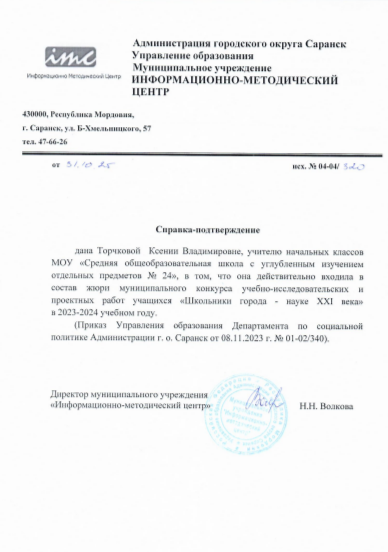 Администрация городского округа Саранск
Управление образования
Муниципальное учреждение
ИНФОРМАЦИОННО-МЕТОДИЧЕСКИЙ
ЦЕНТР
imc
Информационно Методический Центр
430000, Республика Мордовия,
г. Саранск, ул. Б-Хмельницкого, 57
тел. 47-66-26
от 31.10.25 исх. № 04-04/ 320
Справка-подтверждение
дана Торчковой Ксении Владимировне, учителю начальных классов
МОУ «Средняя общеобразовательная школа с углубленным изучением
отдельных предметов № 24», в том, что она действительно входила в
состав жюри муниципального конкурса учебно-исследовательских и
проектных работ учащихся «Школьники города - науке XXI века»
в 2023-2024 учебном году.
(Приказ Управления образования Департамента по социальной
политике Администрации г. о. Саранск от 08.11.2023 г. № 01-02/340).
Директор муниципального учреждения
«Информационно-методический центр» Н.Н. Волкова